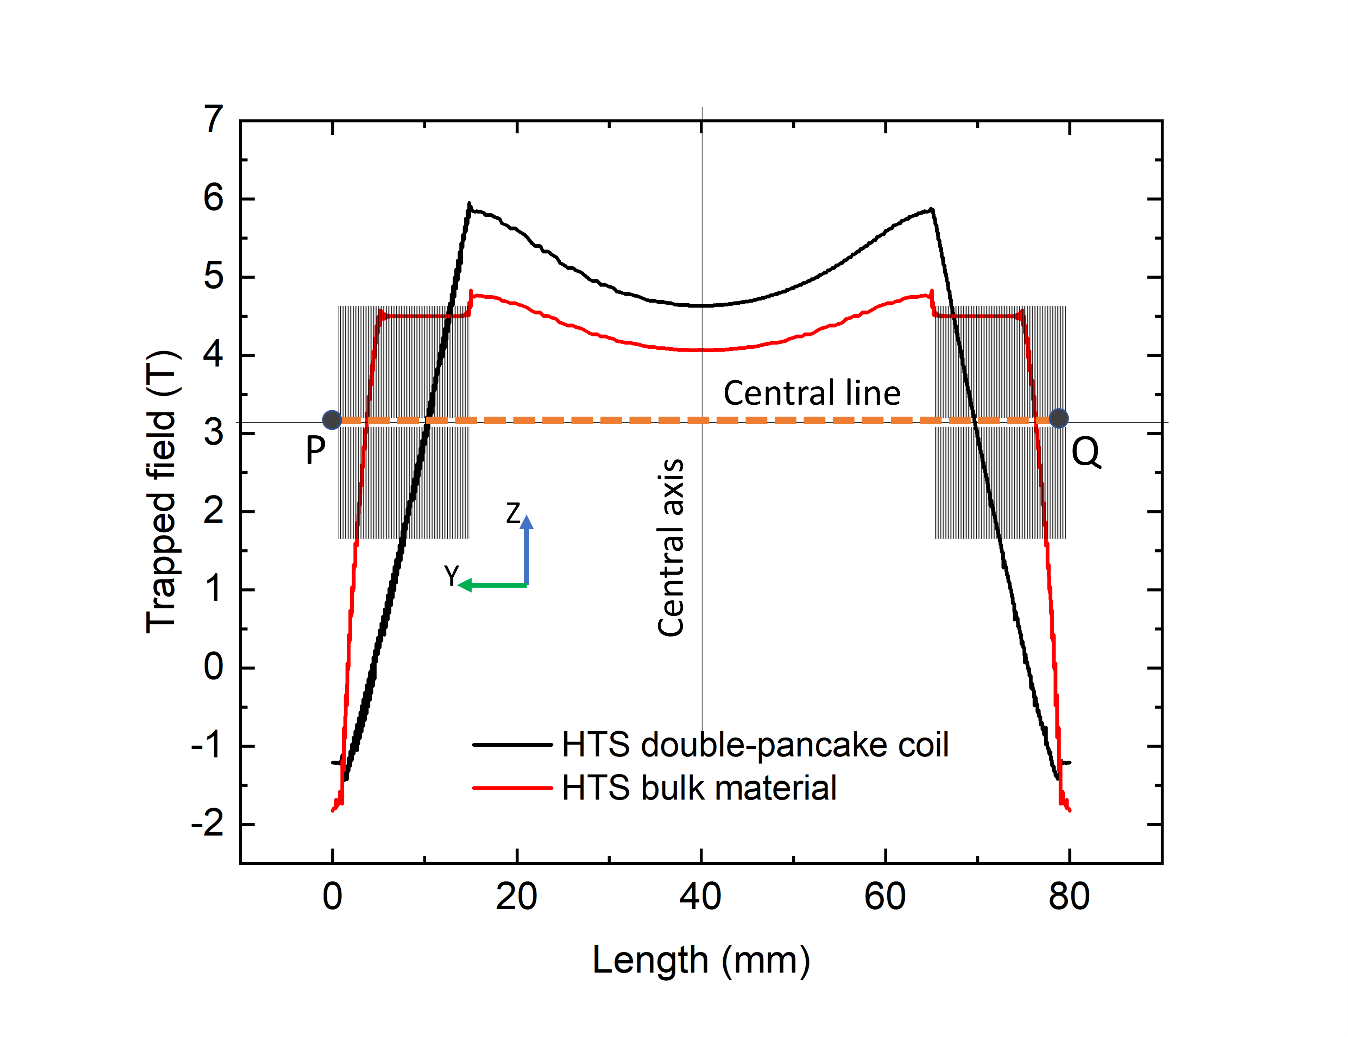 7
6
5
4
3
2
1
0
-1
-2
Trapped field (T)
Central line
P
Q
Z
Y
Central axis
HTS double-pancake coil
HTS bulk material
0 20 40 60 80
Length (mm)